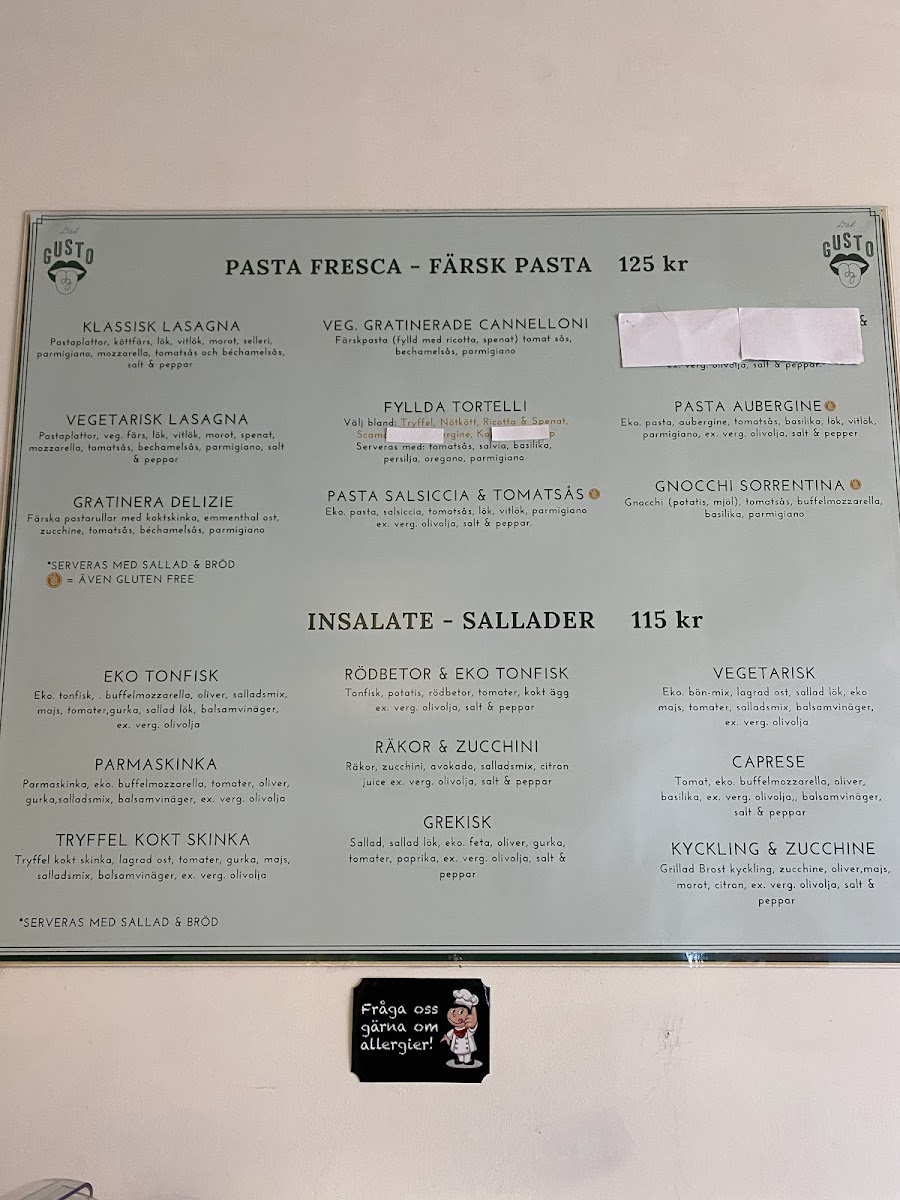 Del
GUSTO
dg
Del
GUSTO
dg
PASTA FRESCA - FÄRSK PASTA 125 kr
KLASSISK LASAGNA
Pastaplattor, köttfärs, lök, vitlök, morot, selleri,
parmigiano, mozzarella, tomatsås och béchamelsås,
salt & peppar
VEGETARISK LASAGNA
Pastaplattor, veg. färs, lök, vitlök, morot, spenat,
mozzarella, tomatsås, bechamelsås, parmigiano, salt
& peppar
GRATINERA DELIZIE
Färska pastarullar med koktskinka, emmenthal ost,
zucchine, tomatsås, béchamelsås, parmigiano
*SERVERAS MED SALLAD & BRÖD
= ÄVEN GLUTEN FREE
VEG. GRATINERADE CANNELLONI
Färskpasta (fylld med ricotta, spenat) tomat sås,
bechamelsås, parmigiano
FYLLDA TORTELLI
Välj bland: Tryffel, Nötkött, Ricotta & Spenat,
Serveras med: tomatsås, salvia, basilika,
persilja, oregano, parmigiano
PASTA SALSICCIA & TOMATSÅS
Eko. pasta, salsiccia, tomatsås, lök, vitlök, parmigiano
ex. verg. olivolja, salt & peppar.
&
ex. verg. olivolja, salt & peppar.
PASTA AUBERGINE
Eko. pasta, aubergine, tomatsås, basilika, lök, vitlök,
parmigiano, ex. verg. olivolja, salt & pepper
GNOCCHI SORRENTINA
Gnocchi (potatis, mjöl), tomatsås, buffelmozzarella,
basilika, parmigiano
INSALATE - SALLADER 115 kr
EKO TONFISK
Eko. tonfisk, . buffelmozzarella, oliver, salladsmix,
majs, tomater,gurka, sallad lök, balsamvinäger,
ex. verg. olivolja
PARMASKINKA
Parmaskinka, eko. buffelmozzarella, tomater, oliver,
gurka,salladsmix, balsamvinäger, ex. verg. olivolja
TRYFFEL KOKT SKINKA
Tryffel kokt skinka, lagrad ost, tomater, gurka, majs,
salladsmix, balsamvinäger, ex. verg. olivolja
*SERVERAS MED SALLAD & BRÖD
RÖDBETOR & EKO TONFISK
Tonfisk, potatis, rödbetor, tomater, kokt ägg
ex. verg. olivolja, salt & peppar
RÄKOR & ZUCCHINI
Räkor, zucchini, avokado, salladsmix, citron
juice ex. verg. olivolja, salt & peppar
GREKISK
Sallad, sallad lök, eko. feta, oliver, gurka,
tomater, paprika, ex. verg. olivolja, salt &
peppar
VEGETARISK
Eko. bön-mix, lagrad ost, sallad lök, eko
majs, tomater, salladsmix, balsamvinäger,
ex. verg. olivolja
CAPRESE
Tomat, eko. buffelmozzarella, oliver,
basilika, ex. verg. olivolja,, balsamvinäger,
salt & peppar
KYCKLING & ZUCCHINE
Grillad Brost kyckling, zucchine, oliver,majs,
morot, citron, ex. verg. olivolja, salt &
peppar
Fråga oss
gärna om
allergier!